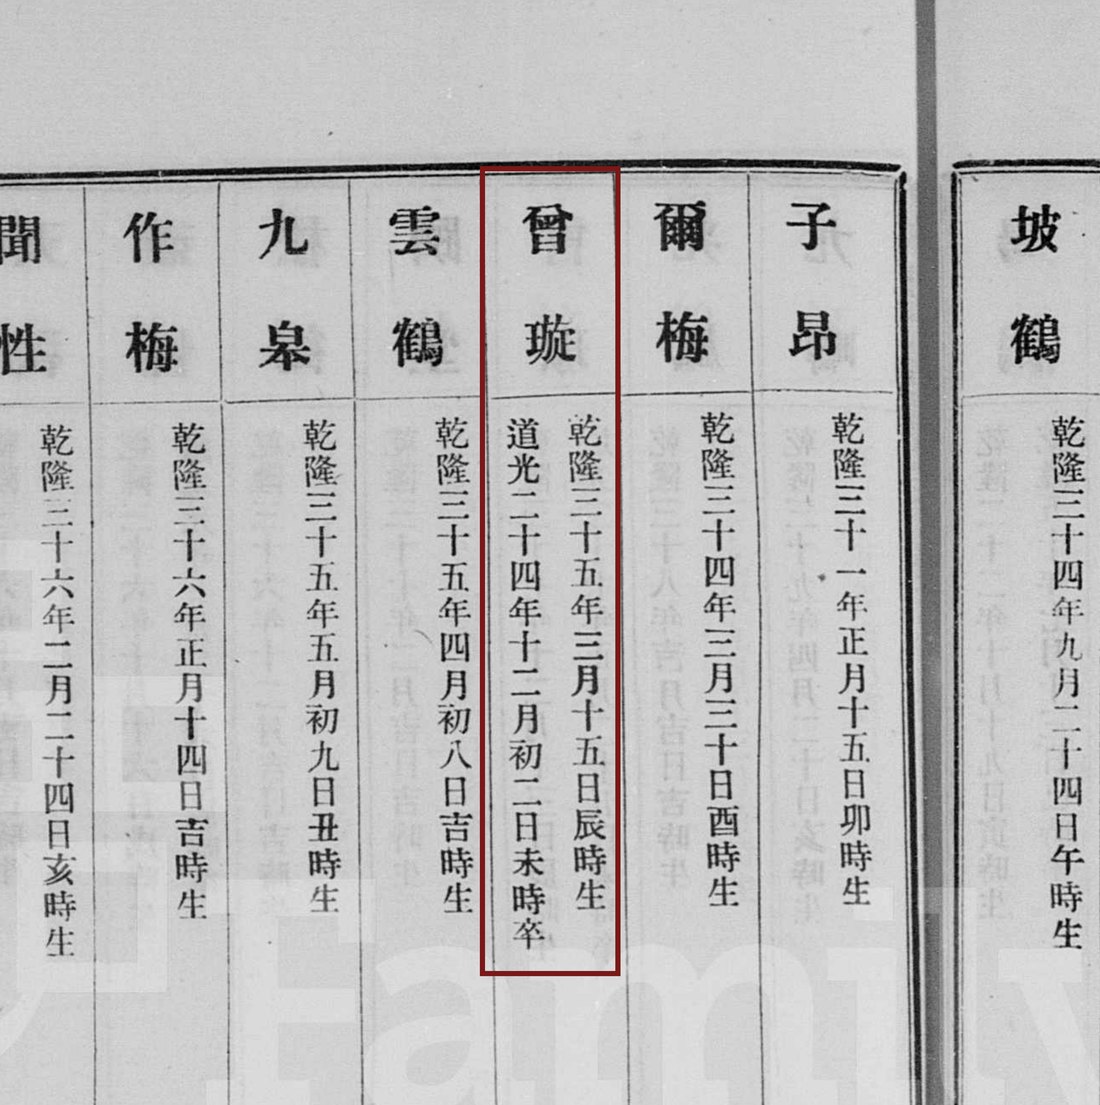 坡鶴
乾隆三十四年九月二十四日午時生
子昂
乾隆三十一年正月十五日卯時生
爾梅
乾隆三十四年三月三十日酉時生
曾璇
乾隆三十五年三月十五日辰時生
道光二十四年十二月初二日未時卒
雲鶴
乾隆三十五年四月初八日吉時生
九皋
乾隆三十五年五月初九日丑時生
作梅
乾隆三十六年正月十四日吉時生
聞性
乾隆三十六年二月二十四日亥時生
Family